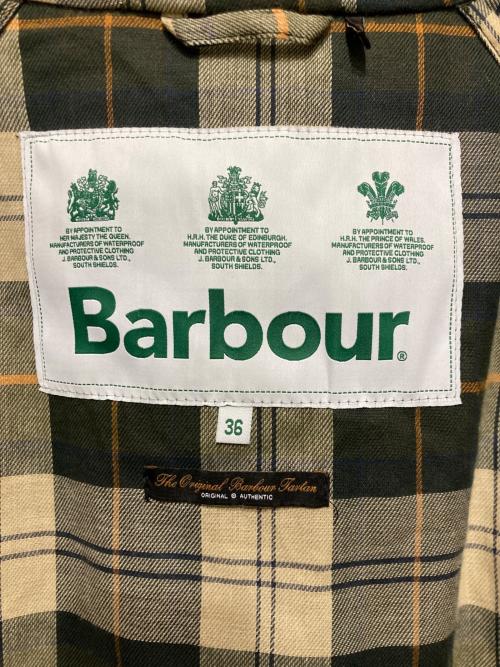 BY APPOINTMENT TO
HER MAJESTY THE QUEEN.
MANUFACTURERS OF WATERPROOF
AND PROTECTIVE CLOTHING
J. BARBOUR & SONS LTD.,
SOUTH SHIELDS.
BY APPOINTMENT TO
H.R.H. THE DUKE OF EDINBURGH.
MANUFACTURERS OF WATERPROOF
AND PROTECTIVE CLOTHING
J. BARBOUR & SONS LTD.,
SOUTH SHIELDS.
BY APPOINTMENT TO
H.R.H. THE PRINCE OF WALES.
MANUFACTURERS OF WATERPROOF
AND PROTECTIVE CLOTHING
J. BARBOUR & SONS LTD.,
SOUTH SHIELDS.
Barbour®
36
The Original Barbour Tartan
ORIGINAL @ AUTHENTIC